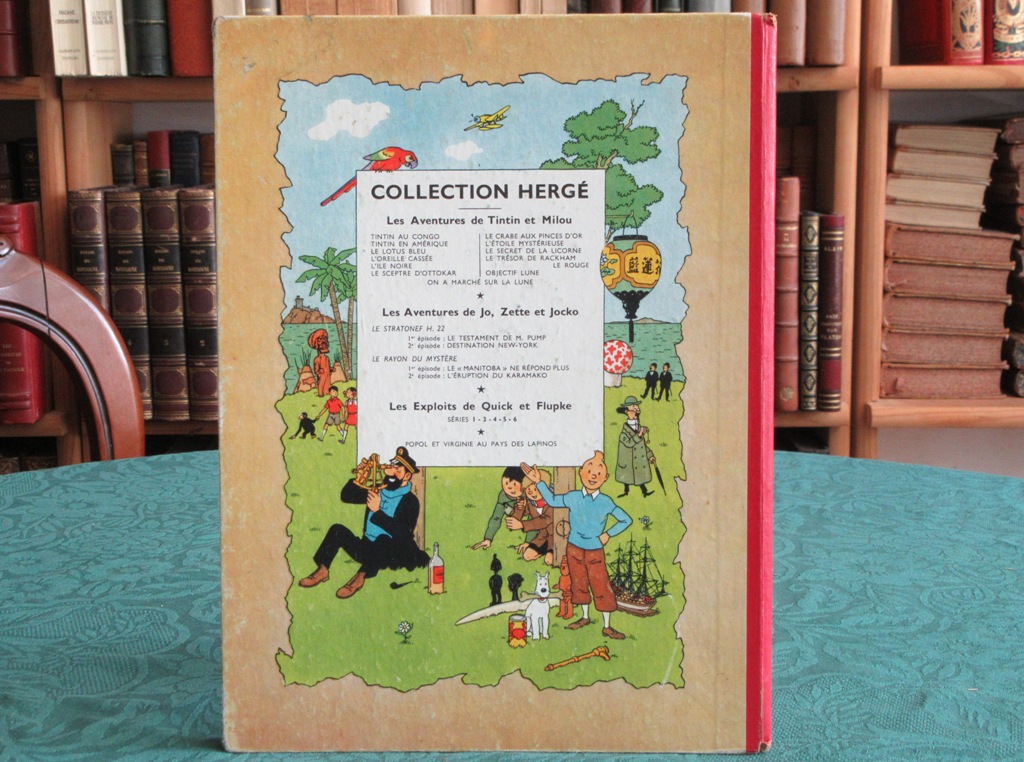 COLLECTION HERGÉ
Les Aventures de Tintin et Milou
TINTIN AU CONGO
TINTIN EN AMÉRIQUE
LE LOTUS BLEU
L'OREILLE CASSÉE
L'ILE NOIRE
LE SCEPTRE D'OTTOKAR
LE CRABE AUX PINCES D'OR
L'ÉTOILE MYSTÉRIEUSE
LE SECRET DE LA LICORNE
LE TRÉSOR DE RACKHAM
LE ROUGE
OBJECTIF LUNE
ON A MARCHÉ SUR LA LUNE
★
Les Aventures de Jo, Zette et Jocko
LE STRATONEF H. 22
1er épisode : LE TESTAMENT DE M. PUMP
2e épisode : DESTINATION NEW-YORK
LE RAYON DU MYSTÈRE
1er épisode : LE « MANITOBA » NE RÉPOND PLUS
2e épisode : L'ÉRUPTION DU KARAMAKO
★
Les Exploits de Quick et Flupke
SÉRIES 1 - 3 - 4 - 5 - 6
★
POPOL ET VIRGINIE AU PAYS DES LAPINOS